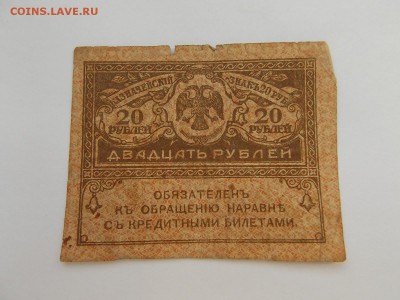 COINS.LAVE.RU
КАЗНАЧЕЙСКІЙ ЗНАКЪ 20 РУБ.
20 20
РУБЛЕЙ РУБЛЕЙ
ДВАДЦАТЬ РУБЛЕЙ
ОБЯЗАТЕЛЕНЪ
КЪ ОБРАЩЕНІЮ НАРАВНѢ
СЪ КРЕДИТНЫМИ БИЛЕТАМИ.